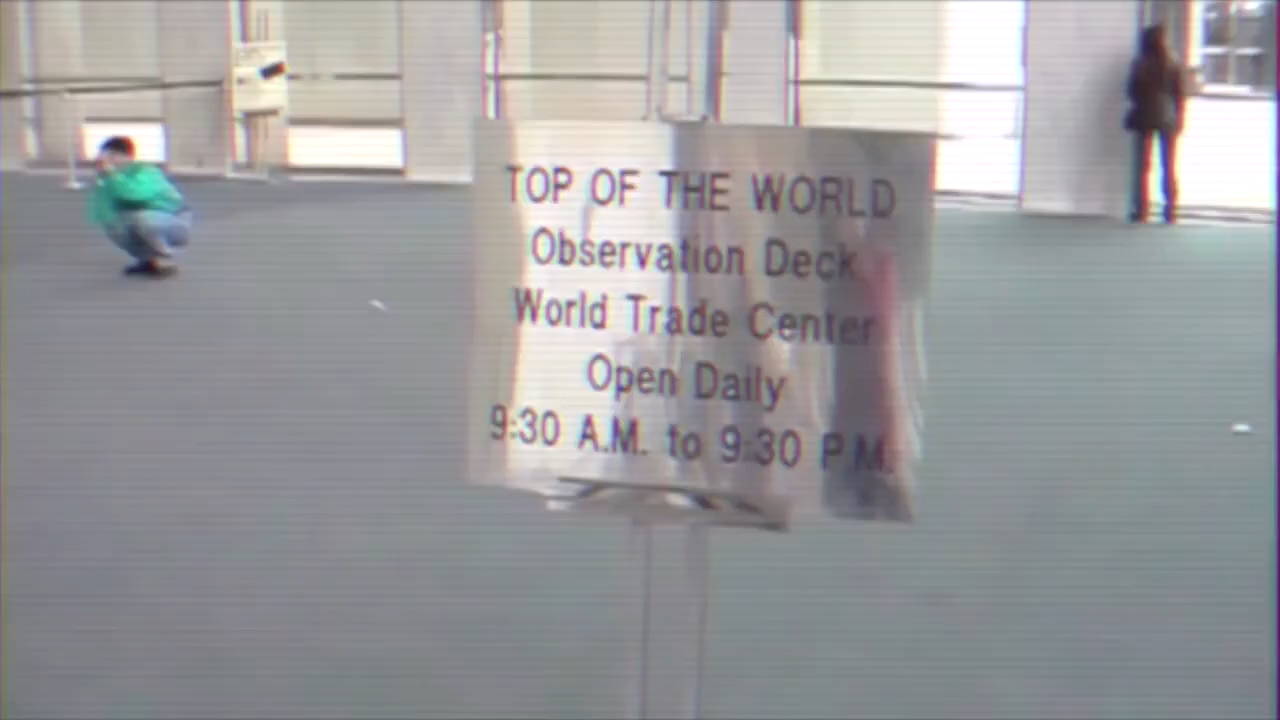 TOP OF THE WORLD
Observation Deck
World Trade Center
Open Daily
9:30 A.M. to 9:30 P.M.